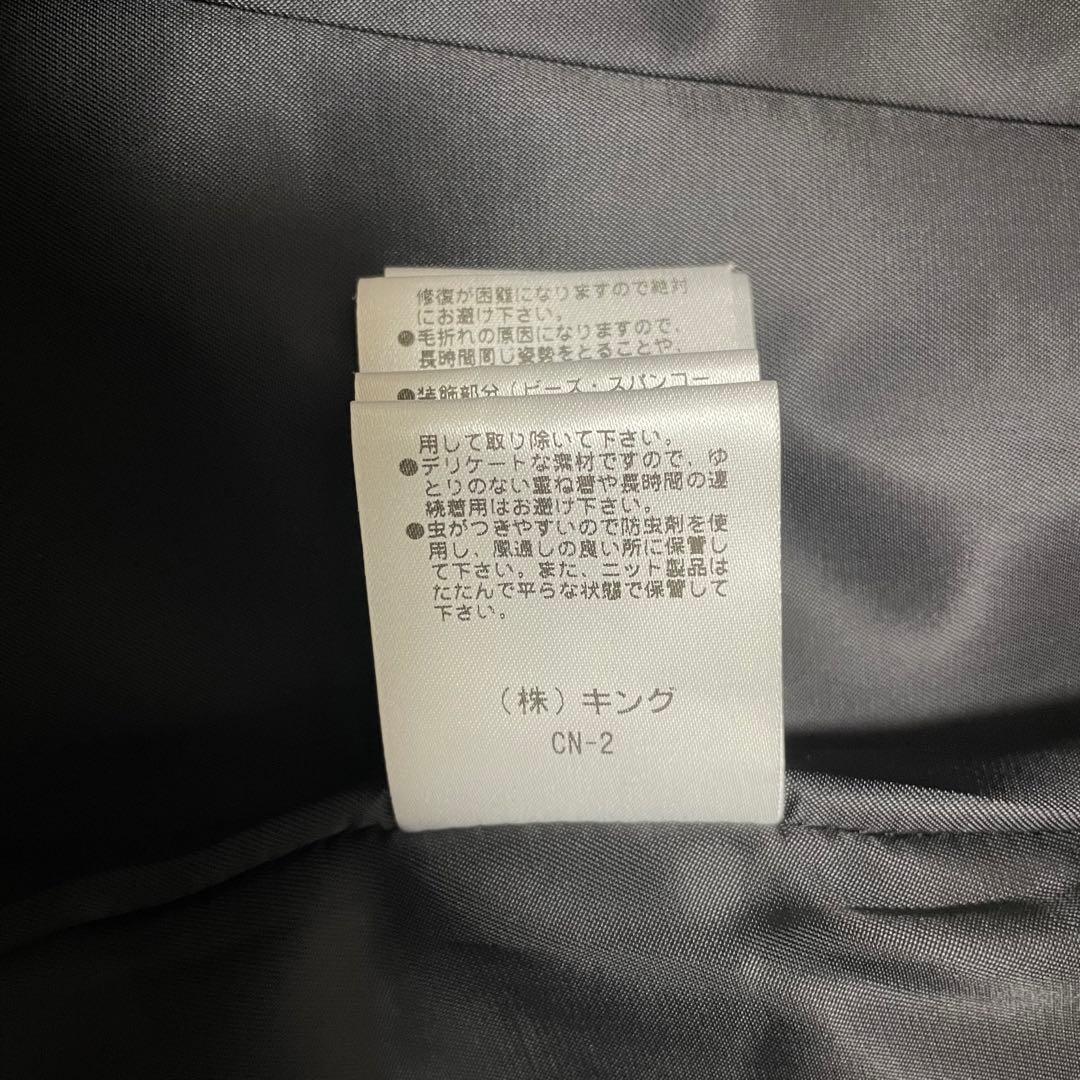 修復が困難になりますので絶対
にお避け下さい。
●毛折れの原因になりますので、
長時間同じ姿勢をとることや、
●装飾部分（ビーズ・スパンコー
用して取り除いて下さい。
●デリケートな素材ですので、ゆ
とりのない重ね着や長時間の連
続着用はお避け下さい。
●虫がつきやすいので防虫剤を使
用し、風通しの良い所に保管し
て下さい。また、ニット製品は
たたんで平らな状態で保管して
下さい。
（株）キング
CN-2